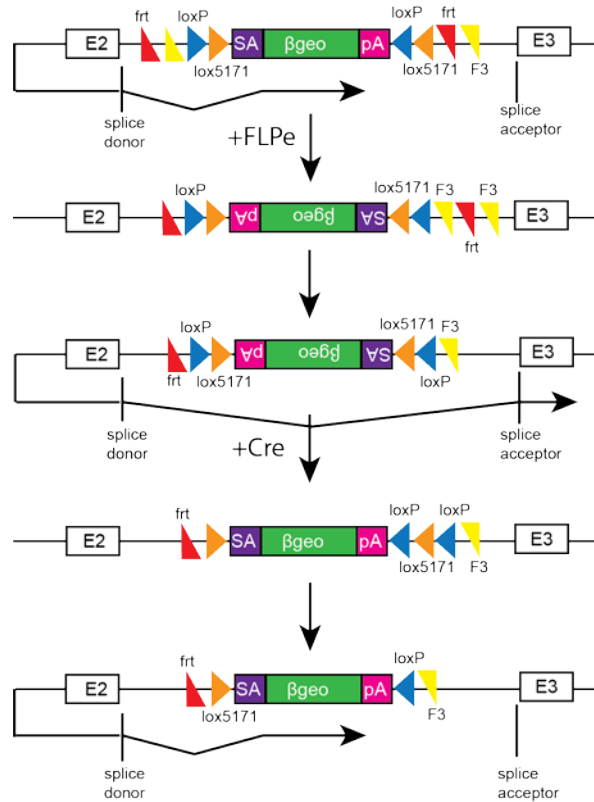 frt loxP loxP frt
E2 SA βgeo pA E3
lox5171 lox5171 F3
splice donor splice acceptor
+FLPe
loxP lox5171 F3 F3
E2 pA βgeo SA E3
frt
loxP lox5171 F3
E2 pA βgeo SA E3
frt lox5171 loxP
splice donor splice acceptor
+Cre
frt loxP loxP
E2 SA βgeo pA E3
lox5171 F3
frt loxP
E2 SA βgeo pA E3
lox5171 F3
splice donor splice acceptor